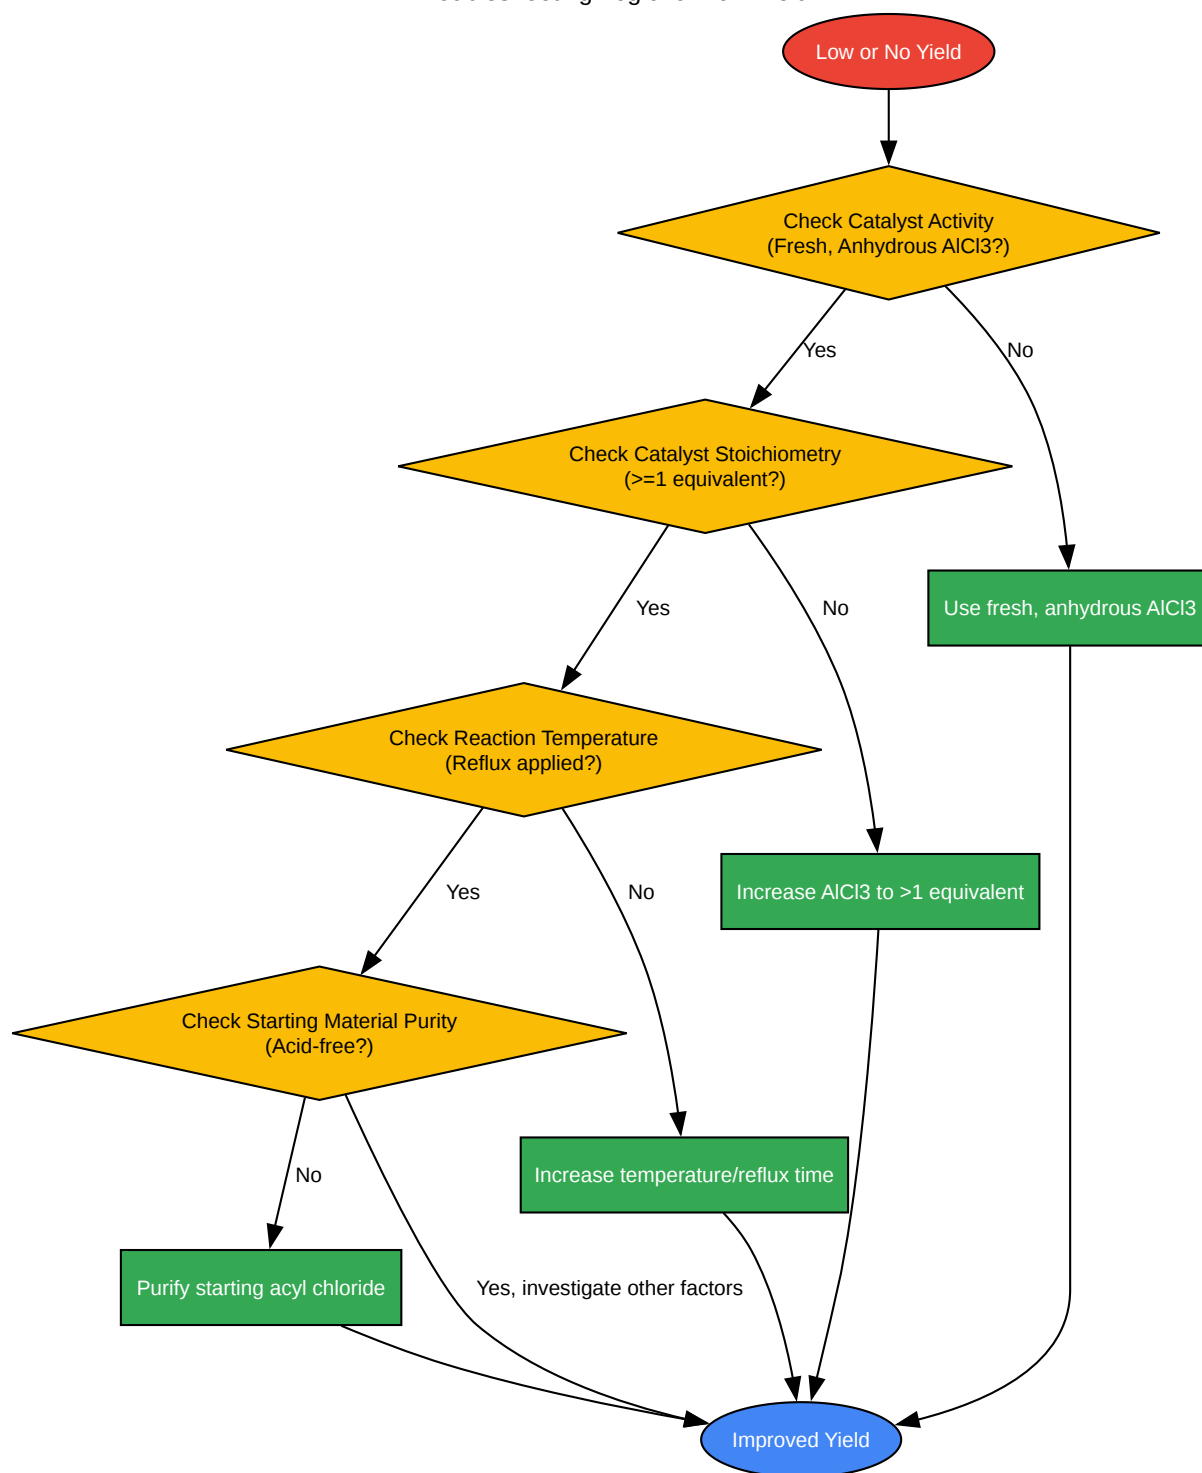 Low or No Yield
Check Catalyst Activity
(Fresh, Anhydrous AlCl3?)
Yes
No
Check Catalyst Stoichiometry
(>=1 equivalent?)
Use fresh, anhydrous AlCl3
Yes
No
Check Reaction Temperature
(Reflux applied?)
Increase AlCl3 to >1 equivalent
Yes
No
Check Starting Material Purity
(Acid-free?)
Increase temperature/reflux time
No
Purify starting acyl chloride
Yes, investigate other factors
Improved Yield